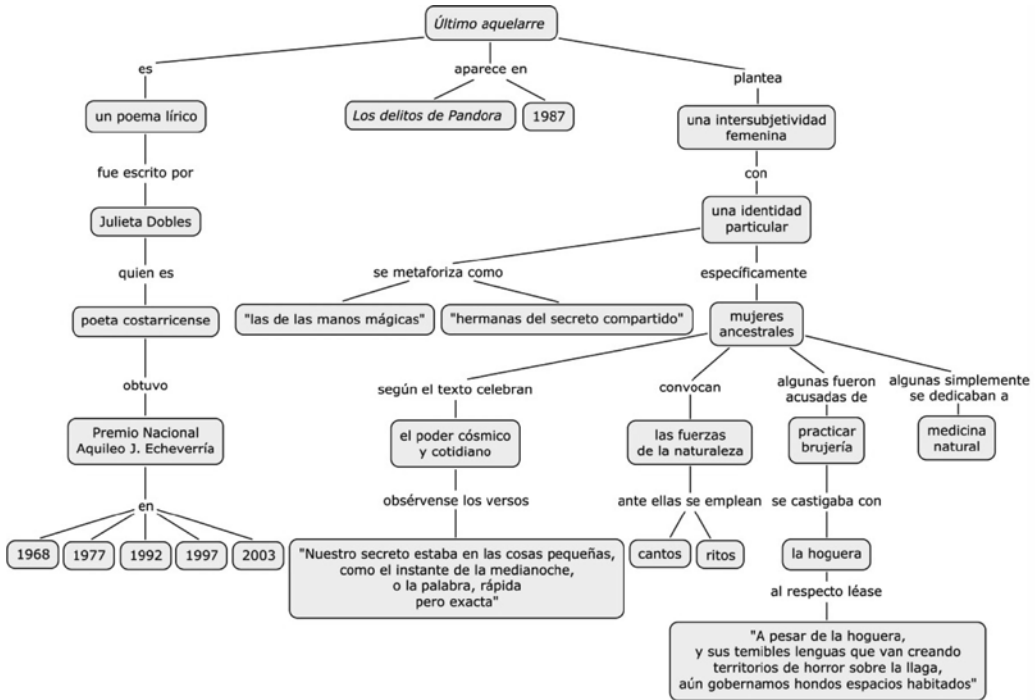 Último aquelarre
es
aparece en
plantea
un poema lírico
Los delitos de Pandora
1987
una intersubjetividad
femenina
fue escrito por
con
Julieta Dobles
una identidad
particular
quien es
se metaforiza como
específicamente
poeta costarricense
"las de las manos mágicas"
"hermanas del secreto compartido"
mujeres
ancestrales
obtuvo
según el texto celebran
convocan
algunas fueron
acusadas de
algunas simplemente
se dedicaban a
Premio Nacional
Aquileo J. Echeverría
el poder cósmico
y cotidiano
las fuerzas
de la naturaleza
practicar
brujería
medicina
natural
en
obsérvense los versos
ante ellas se emplean
se castigaba con
1968
1977
1992
1997
2003
"Nuestro secreto estaba en las cosas pequeñas,
como el instante de la medianoche,
o la palabra, rápida
pero exacta"
cantos
ritos
la hoguera
al respecto léase
"A pesar de la hoguera,
y sus temibles lenguas que van creando
territorios de horror sobre la llaga,
aún gobernamos hondos espacios habitados"